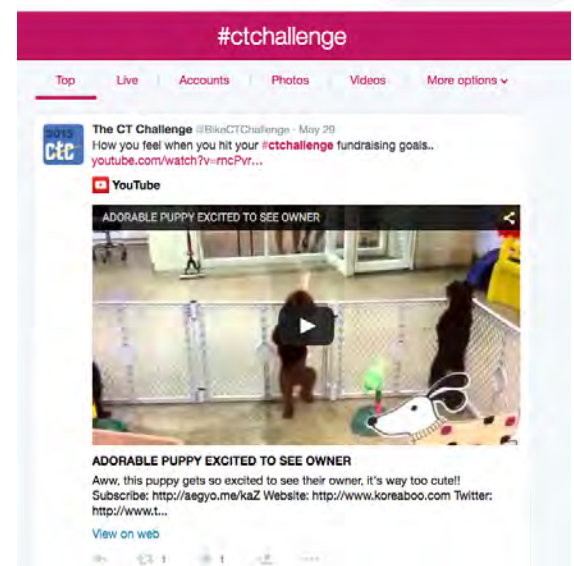 #ctchallenge
Top Live Accounts Photos Videos More options
2015
ctc
The CT Challenge @BikeCTChallenge · May 29
How you feel when you hit your #ctchallenge fundraising goals..
youtube.com/watch?v=rncPvr...
YouTube
ADORABLE PUPPY EXCITED TO SEE OWNER
ADORABLE PUPPY EXCITED TO SEE OWNER
Aww, this puppy gets so excited to see their owner, it's way too cute!!
Subscribe: http://aegyo.me/kaZ Website: http://www.koreaboo.com Twitter:
http://www.t...
View on web
1 1